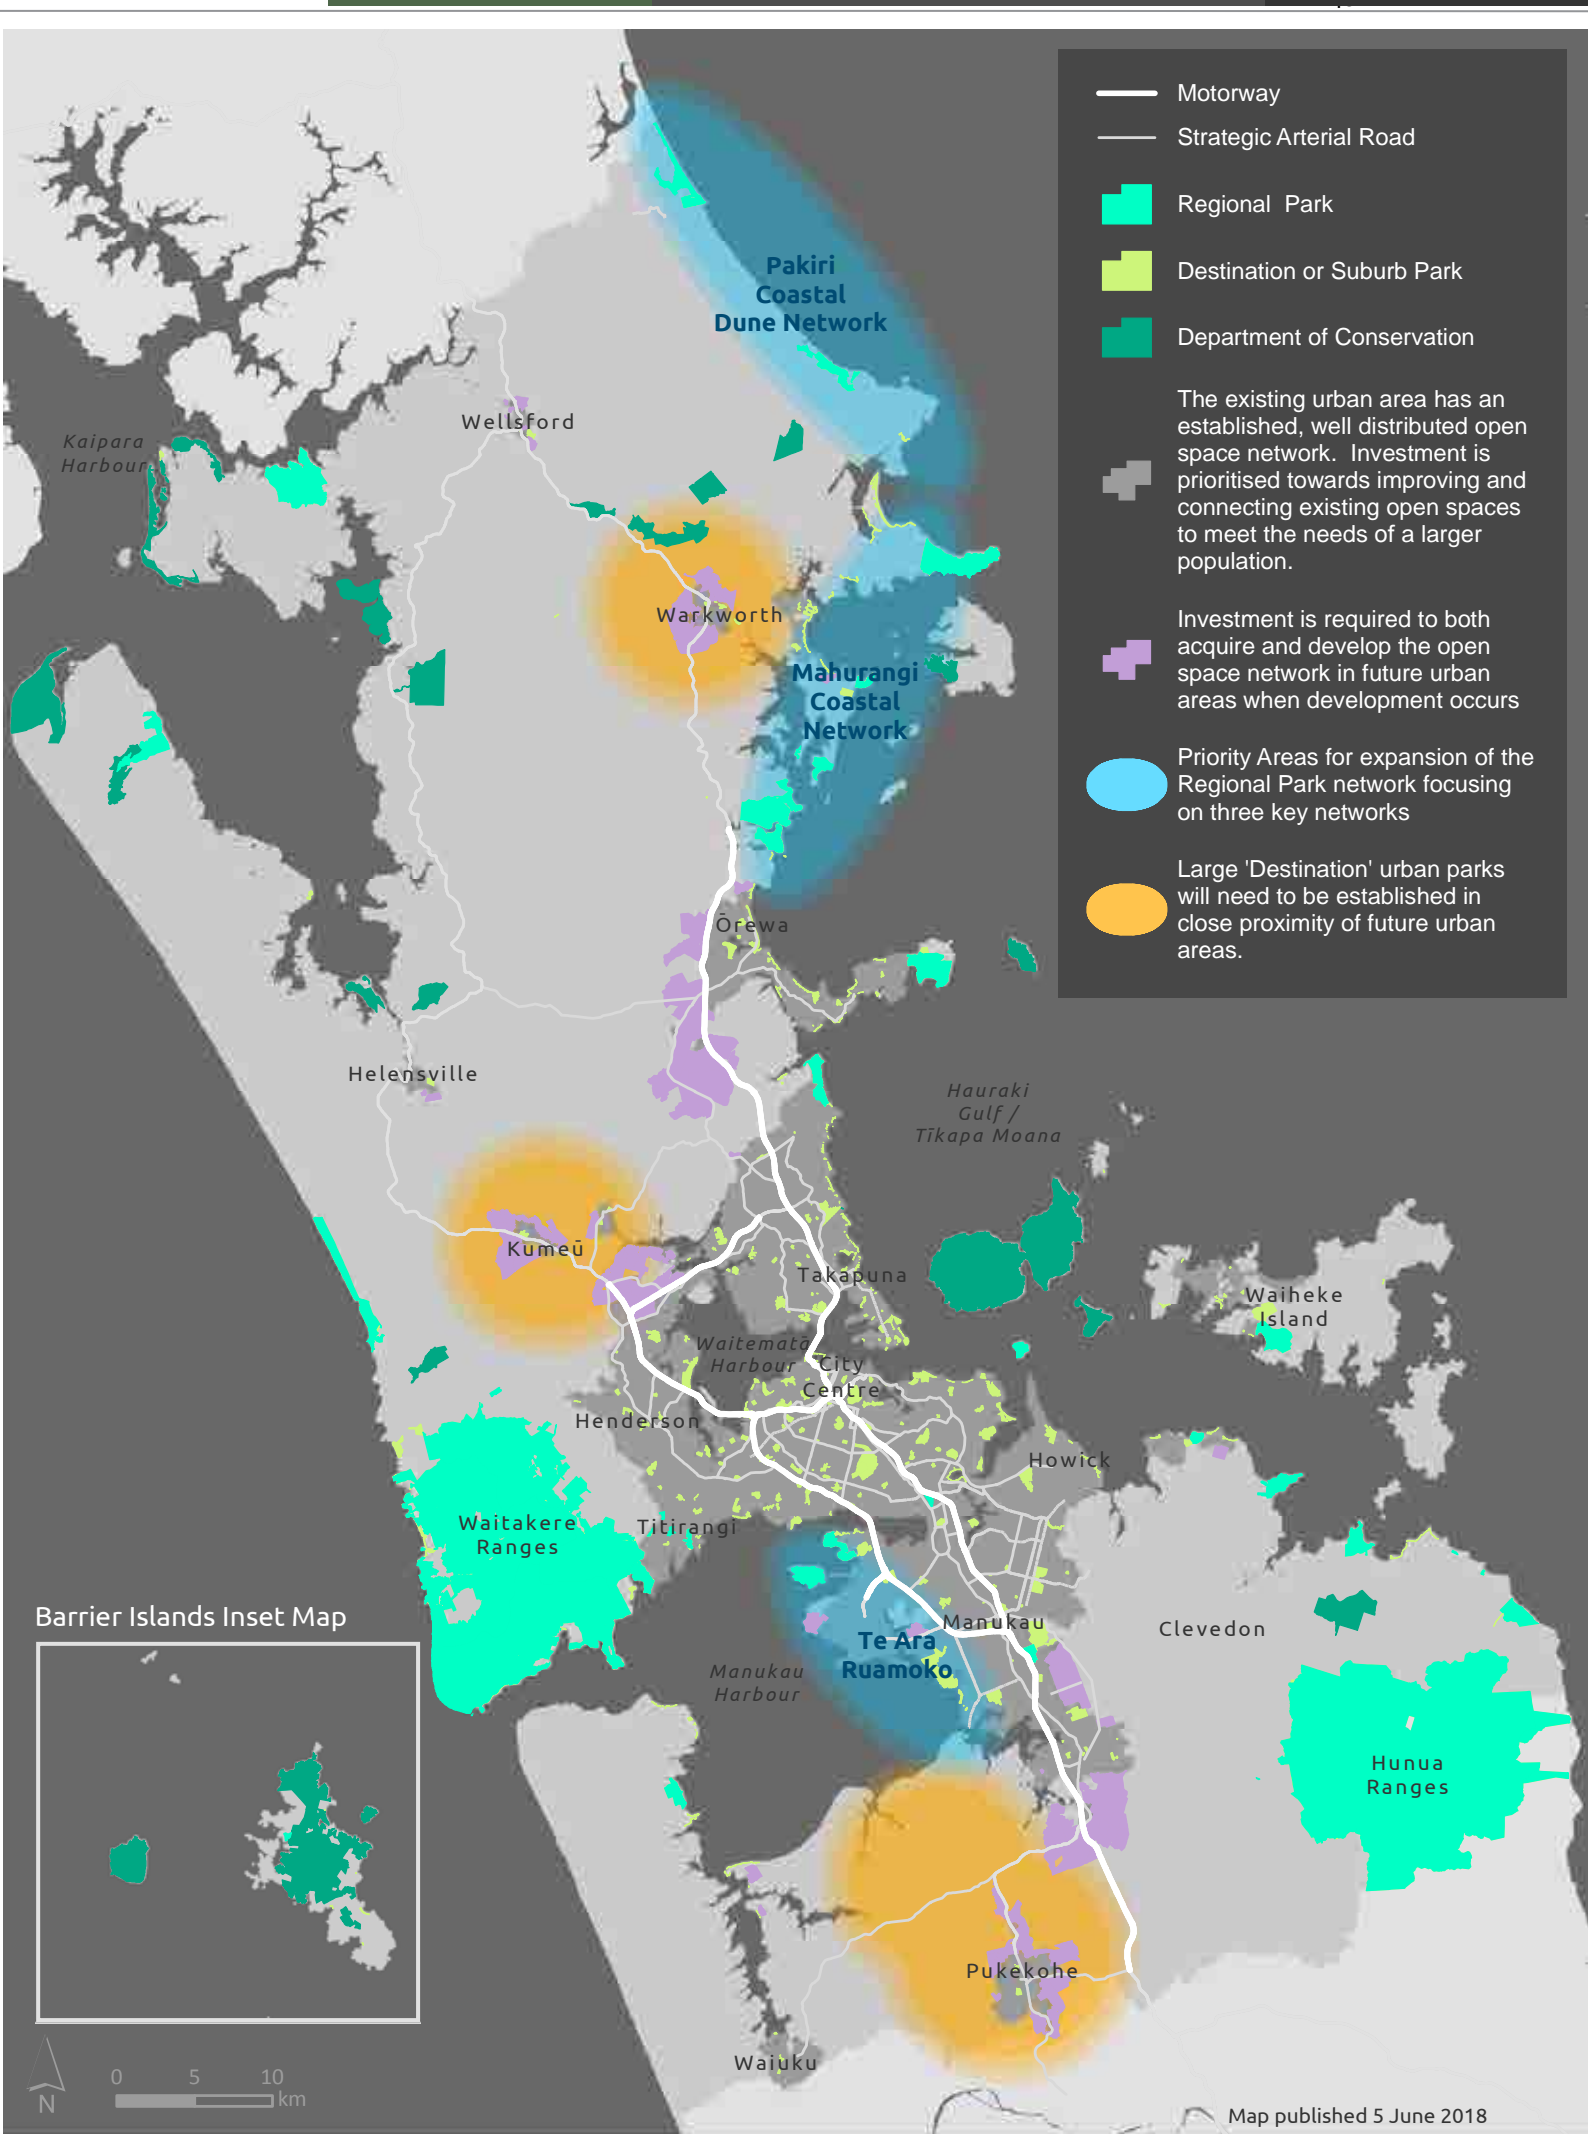 Motorway
Strategic Arterial Road
Regional Park
Destination or Suburb Park
Department of Conservation
The existing urban area has an
established, well distributed open
space network. Investment is
prioritised towards improving and
connecting existing open spaces
to meet the needs of a larger
population.
Investment is required to both
acquire and develop the open
space network in future urban
areas when development occurs
Priority Areas for expansion of the
Regional Park network focusing
on three key networks
Large 'Destination' urban parks
will need to be established in
close proximity of future urban
areas.
Pakiri
Coastal
Dune Network
Wellsford
Kaipara
Harbour
Warkworth
Mahurangi
Coastal
Network
Ōrewa
Helensville
Hauraki
Gulf /
Tīkapa Moana
Kumeū
Takapuna
Waiheke
Island
Waitematā
Harbour
City
Centre
Henderson
Howick
Waitakere
Ranges
Titirangi
Manukau
Clevedon
Te Ara
Ruamoko
Manukau
Harbour
Hunua
Ranges
Pukekohe
Waiuku
Barrier Islands Inset Map
N
0 5 10
km
Map published 5 June 2018